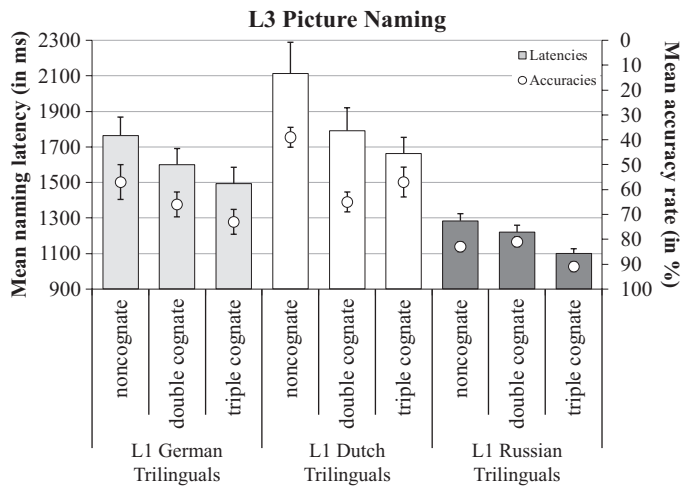 L3 Picture Naming
Mean naming latency (in ms)
2300
2100
1900
1700
1500
1300
1100
900
Latencies
Accuracies
0
10
20
30
40
50
60
70
80
90
100
Mean accuracy rate (in %)
noncognate
double cognate
triple cognate
noncognate
double cognate
triple cognate
noncognate
double cognate
triple cognate
L1 German
Trilinguals
L1 Dutch
Trilinguals
L1 Russian
Trilinguals